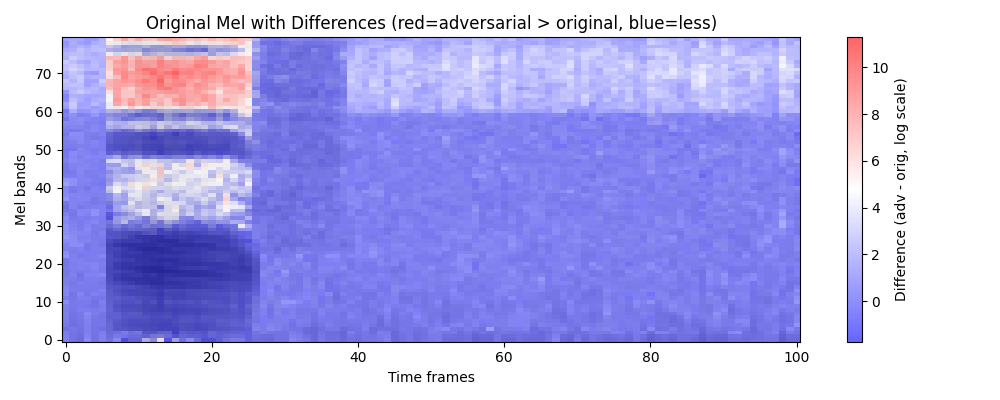 Original Mel with Differences (red=adversarial > original, blue=less)
Mel bands
70
60
50
40
30
20
10
0
0 20 40 60 80 100
Time frames
10
8
6
4
2
0
Difference (adv - orig, log scale)